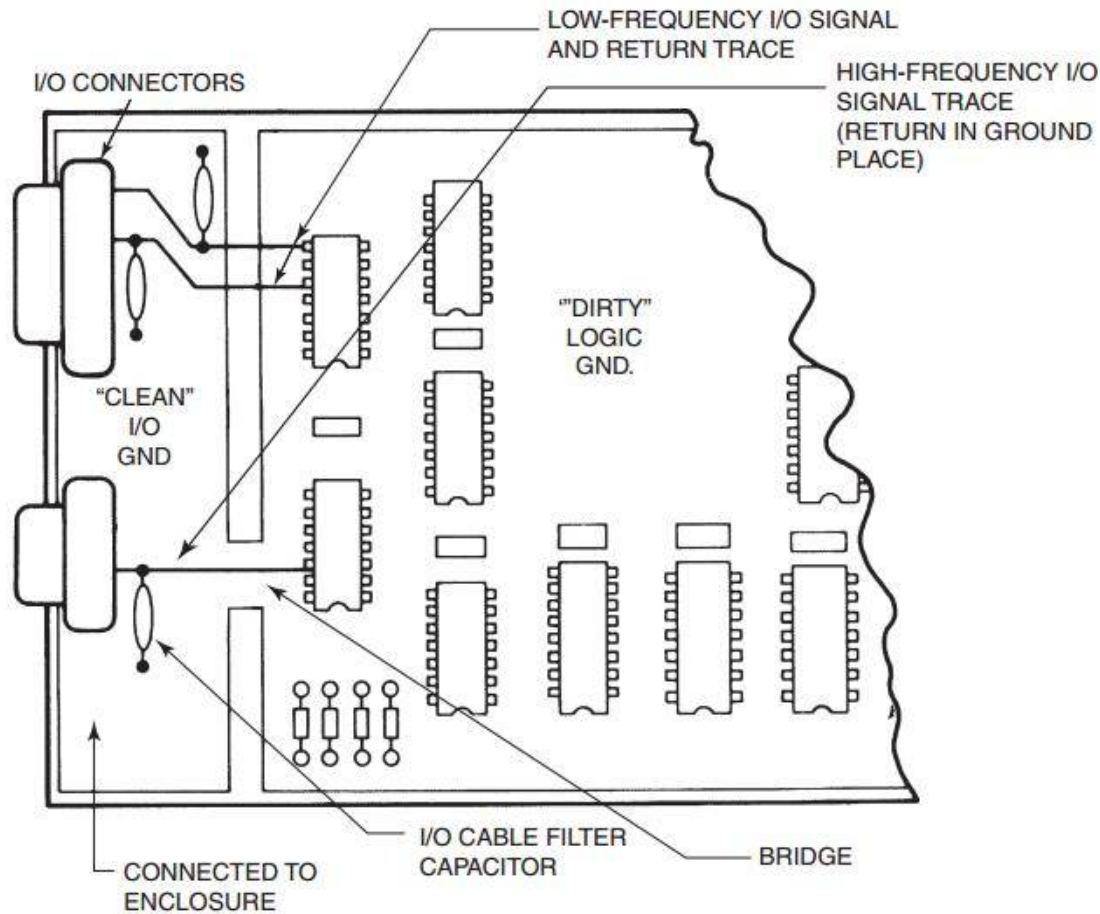 LOW-FREQUENCY I/O SIGNAL
AND RETURN TRACE
I/O CONNECTORS
HIGH-FREQUENCY I/O
SIGNAL TRACE
(RETURN IN GROUND
PLACE)
‘”DIRTY”
LOGIC
GND.
“CLEAN”
I/O
GND
I/O CABLE FILTER
CAPACITOR
BRIDGE
CONNECTED TO
ENCLOSURE